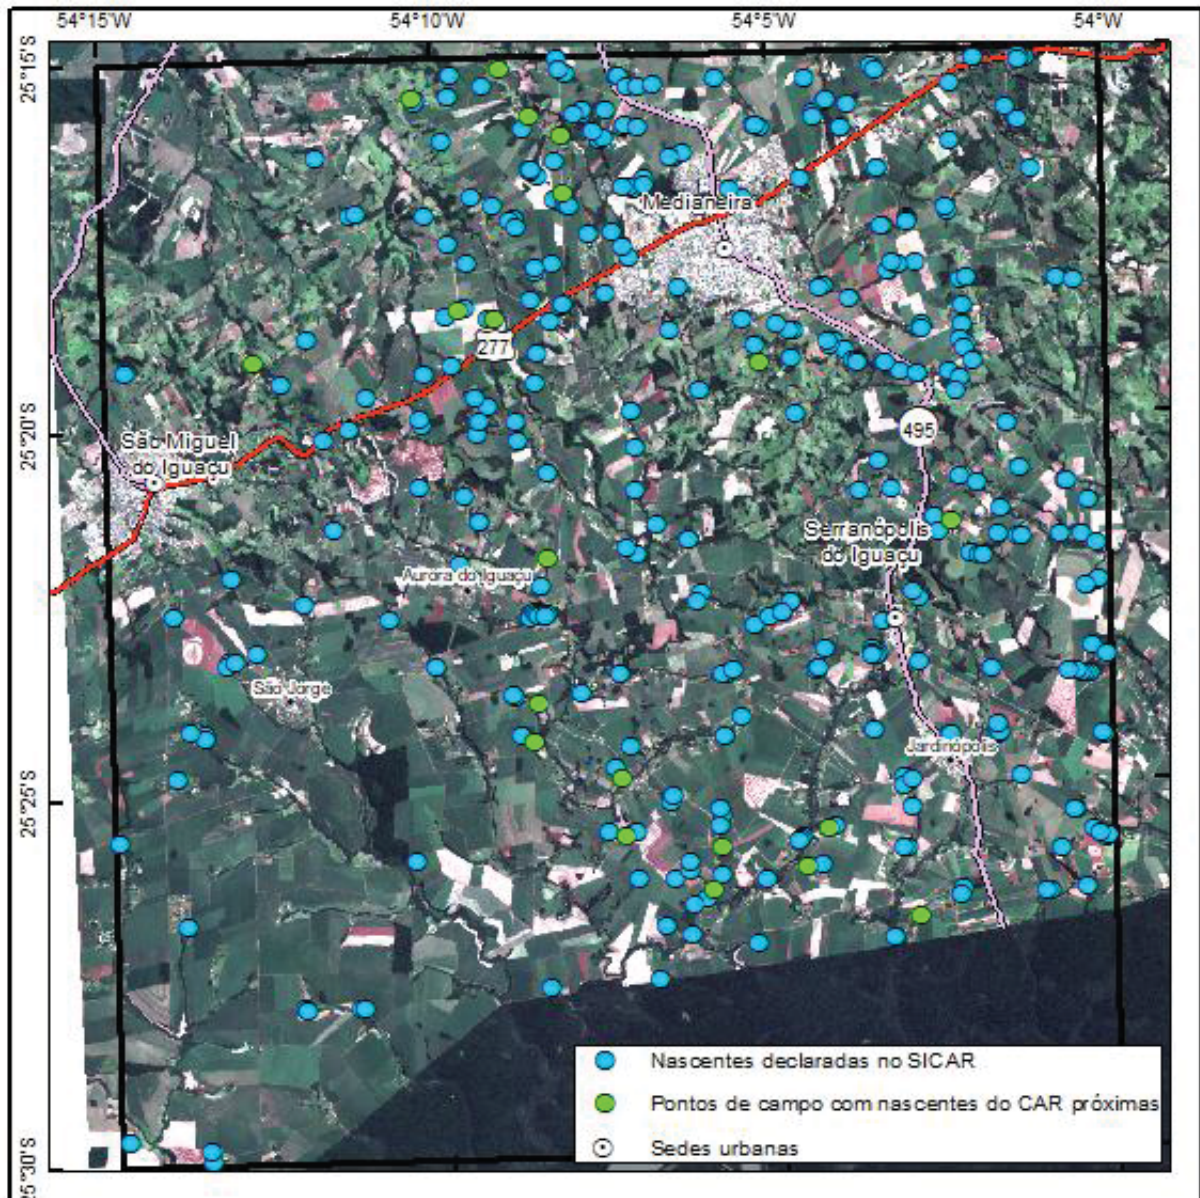 54°15'W
54°10'W
54°5'W
54°W
25°15'S
25°20'S
25°25'S
25°30'S
Medianeira
277
495
São Miguel
do Iguaçu
Serranópolis
do Iguaçu
Aurora do Iguaçu
São Jorge
Jardinópolis
Nascentes declaradas no SICAR
Pontos de campo com nascentes do CAR próximas
Sedes urbanas